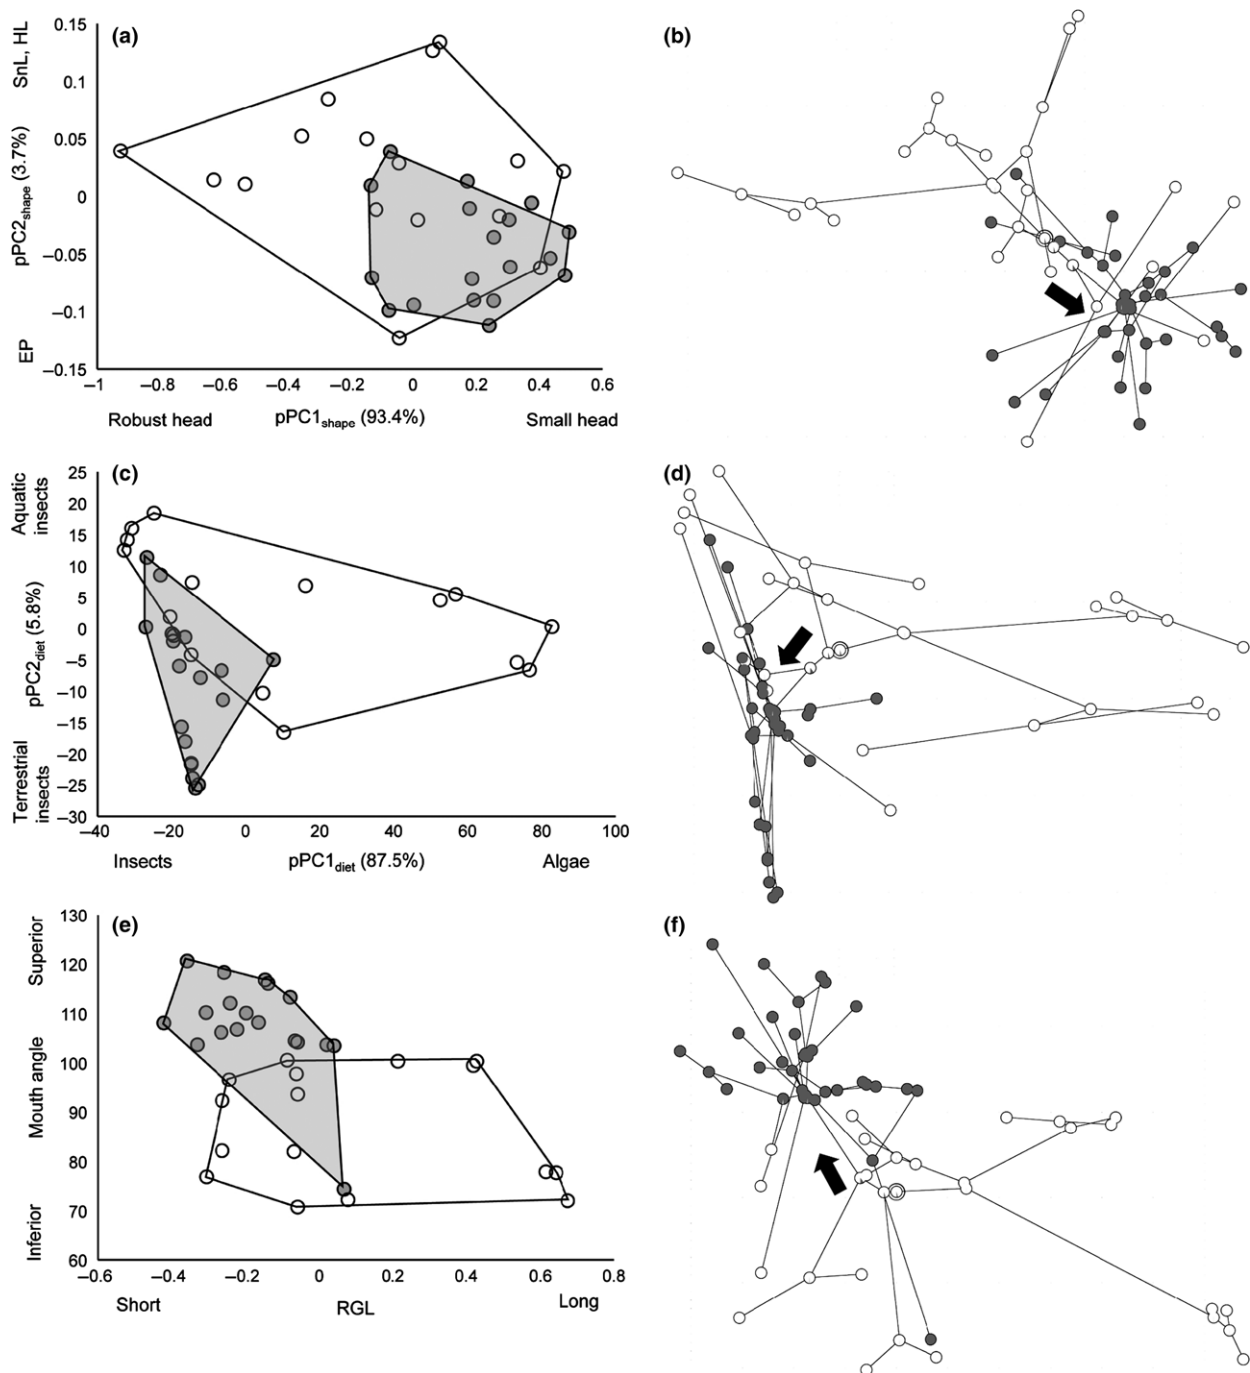 (a)
SnL, HL
pPC2shape (3.7%)
EP
0.15
0.1
0.05
0
–0.05
–0.1
–0.15
–1 –0.8 –0.6 –0.4 –0.2 0 0.2 0.4 0.6
Robust head pPC1shape (93.4%) Small head
(b)
(c)
Aquatic
insects
pPC2diet (5.8%)
Terrestrial
insects
25
20
15
10
5
0
–5
–10
–15
–20
–25
–30
–40 –20 0 20 40 60 80 100
Insects pPC1diet (87.5%) Algae
(d)
(e)
Superior
Mouth angle
Inferior
130
120
110
100
90
80
70
60
–0.6 –0.4 –0.2 0 0.2 0.4 0.6 0.8
Short RGL Long
(f)